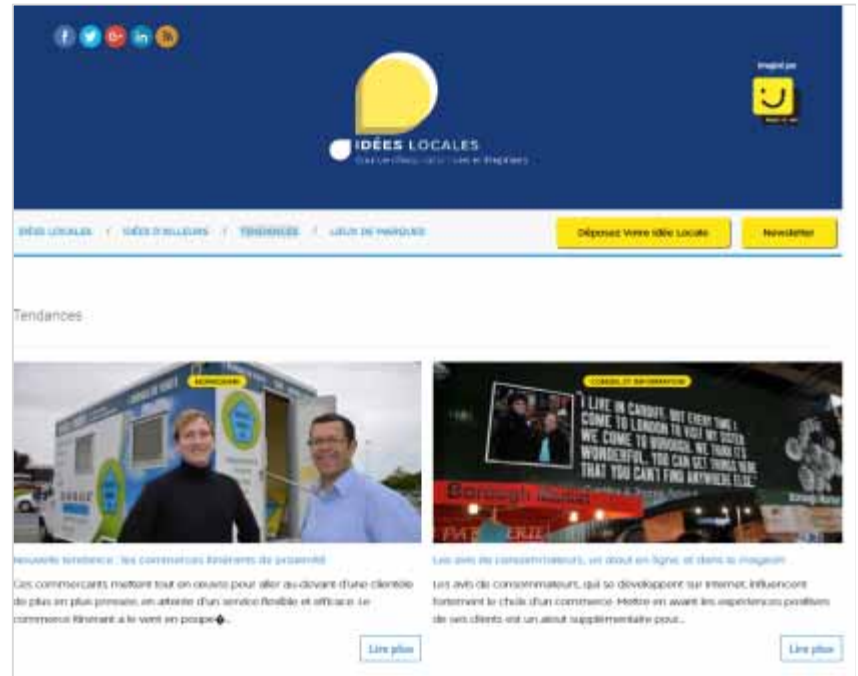 Imaginé par
IDÉES LOCALES
IDÉES LOCALES / IDÉES D'AILLEURS / TENDANCES / LIEUX DE MARQUES
Déposez Votre Idée Locale
Newsletter
Tendances
CONSEIL ET INFORMATION
I LIVE IN CARDIFF, BUT EVERY TIME I
COME TO LONDON TO VISIT MY SISTER
WE COME TO BOROUGH. WE THINK IT'S
WONDERFUL. YOU CAN GET THINGS HERE
THAT YOU CAN'T FIND ANYWHERE ELSE.
Borough Market
Nouvelle tendance : les commerces itinérants de proximité
Ces commerçants mettent tout en oeuvre pour aller au-devant d'une clientèle
de plus en plus pressée, en attente d'un service flexible et efficace. Le
commerce itinérant a le vent en poupe�...
Lire plus
Les avis de consommateurs, un atout en ligne, et dans le magasin
Les avis de consommateurs, qui se développent sur Internet, influencent
fortement le choix d'un commerce. Mettre en avant les expériences positives
de ses clients est un atout supplémentaire pour...
Lire plus